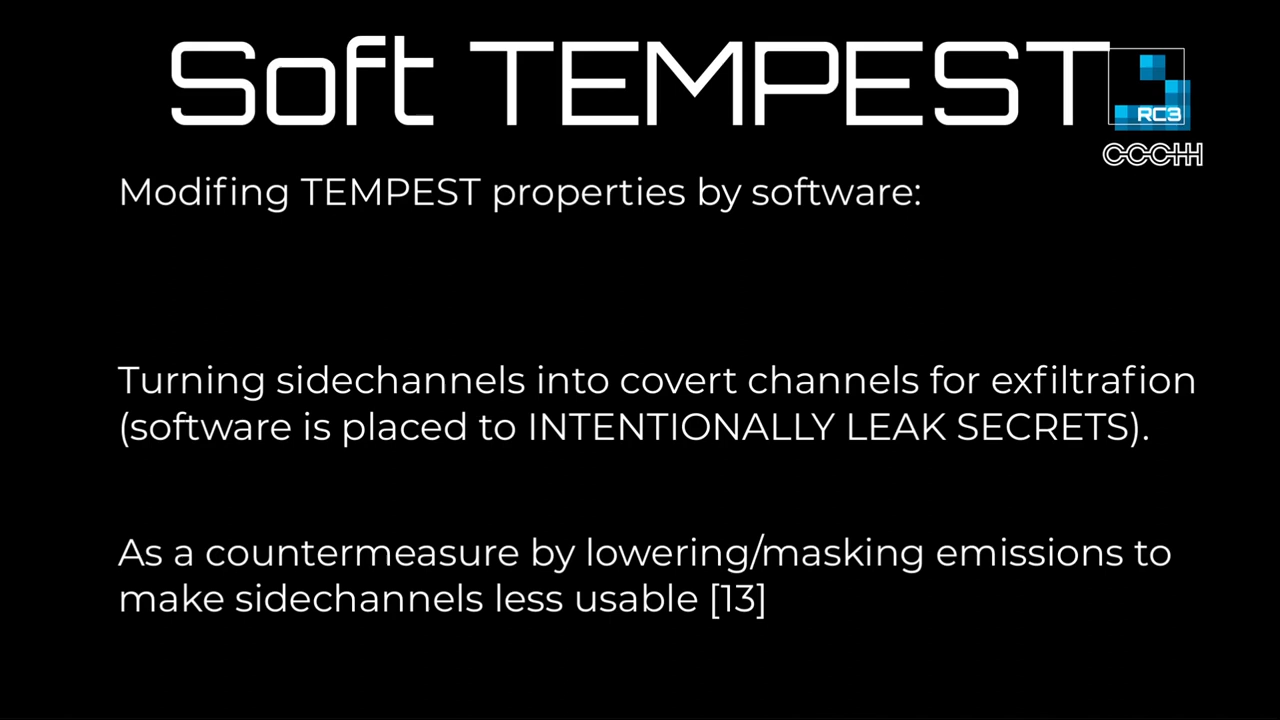 Soft TEMPEST
RC3
CCCHH
Modifing TEMPEST properties by software:
Turning sidechannels into covert channels for exfiltrafion
(software is placed to INTENTIONALLY LEAK SECRETS).
As a countermeasure by lowering/masking emissions to
make sidechannels less usable [13]